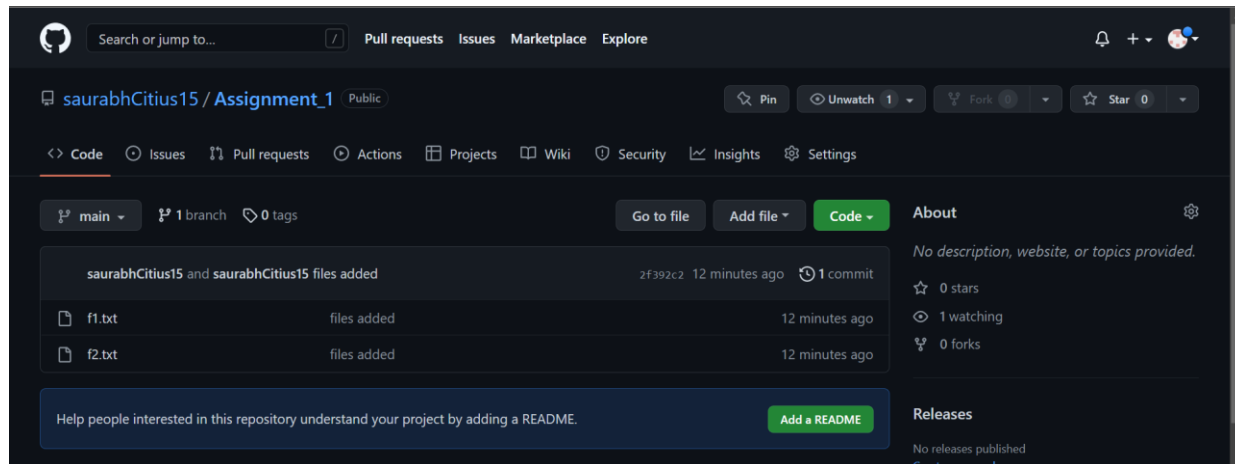 Search or jump to... / Pull requests Issues Marketplace Explore
saurabhCitius15 / Assignment_1 Public Pin Unwatch 1 Fork 0 Star 0
Code Issues Pull requests Actions Projects Wiki Security Insights Settings
main 1 branch 0 tags Go to file Add file Code
saurabhCitius15 and saurabhCitius15 files added 2f392c2 12 minutes ago 1 commit
f1.txt files added 12 minutes ago
f2.txt files added 12 minutes ago
Help people interested in this repository understand your project by adding a README. Add a README
About
No description, website, or topics provided.
0 stars
1 watching
0 forks
Releases
No releases published